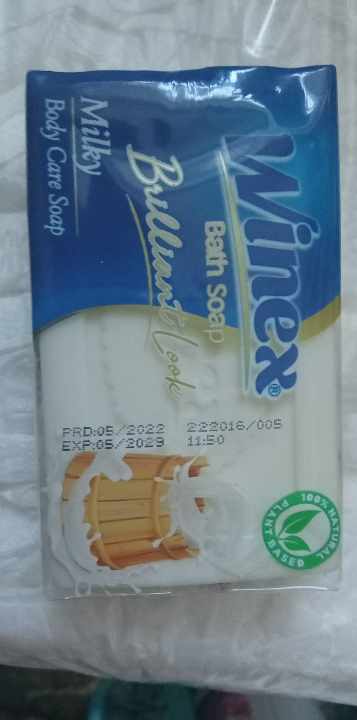 Winex®
Bath Soap
Brilliant Look
Milky
Body Care Soap
PRD:05/2022 222016/005
EXP:05/2029 11:50
100% NATURAL
PLANT BASED